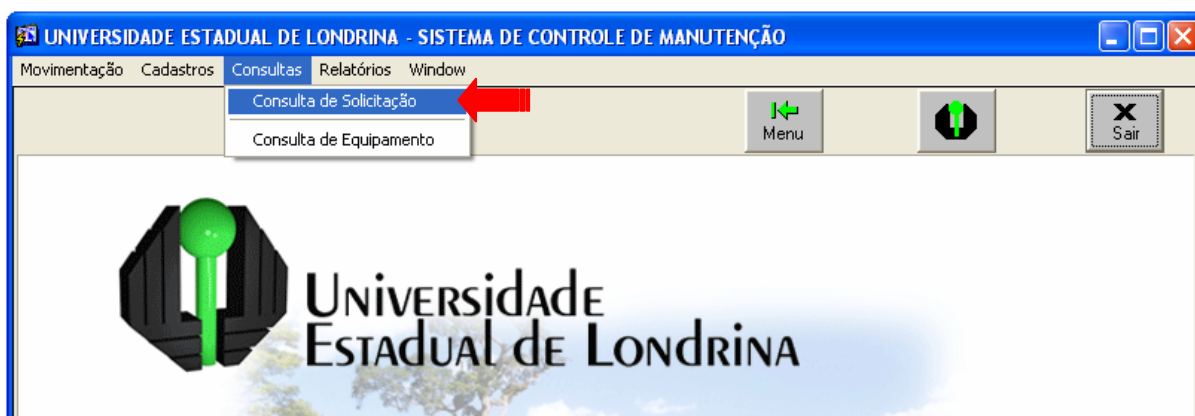 UNIVERSIDADE ESTADUAL DE LONDRINA - SISTEMA DE CONTROLE DE MANUTENÇÃO
Movimentação Cadastros Consultas Relatórios Window
Consulta de Solicitação
Consulta de Equipamento
Menu
Sair
Universidade
Estadual de Londrina